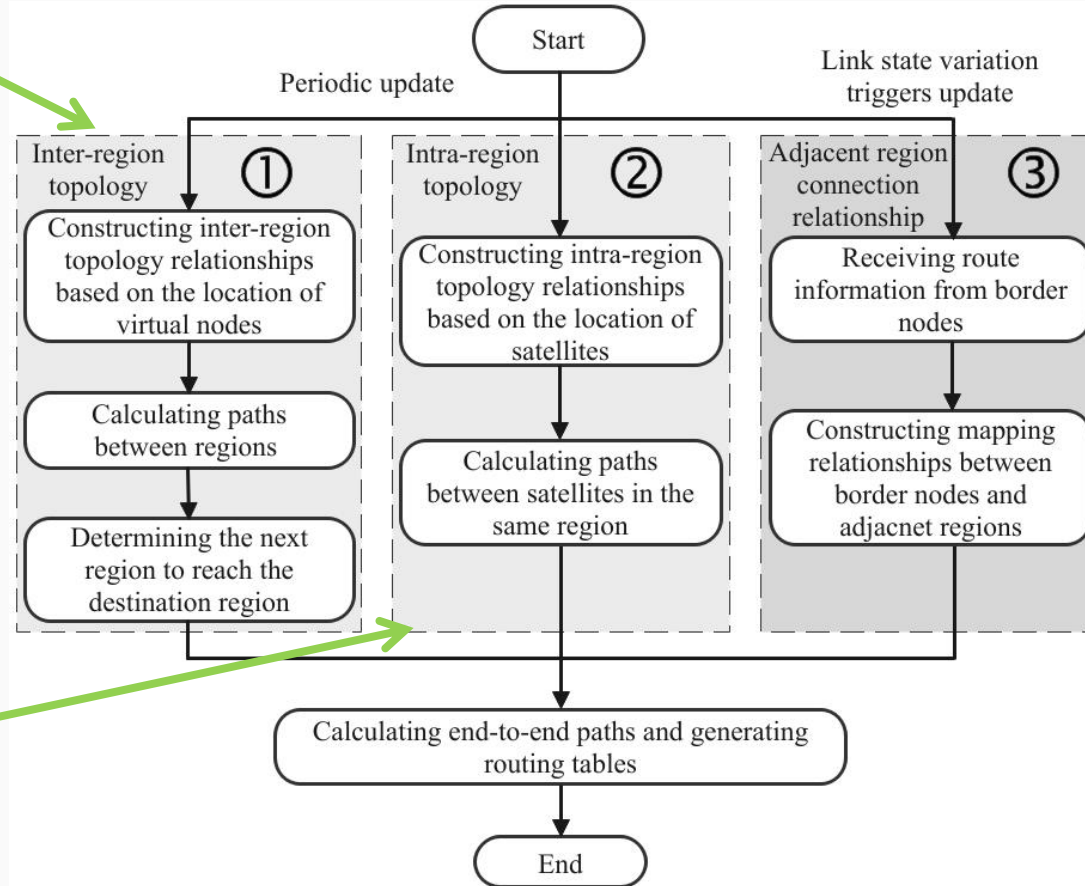 Start
Periodic update
Link state variation
triggers update
Inter-region
topology
①
Constructing inter-region
topology relationships
based on the location of
virtual nodes
Calculating paths
between regions
Determining the next
region to reach the
destination region
Intra-region
topology
②
Constructing intra-region
topology relationships
based on the location of
satellites
Calculating paths
between satellites in the
same region
Adjacent region
connection
relationship
③
Receiving route
information from border
nodes
Constructing mapping
relationships between
border nodes and
adjacnet regions
Calculating end-to-end paths and generating
routing tables
End